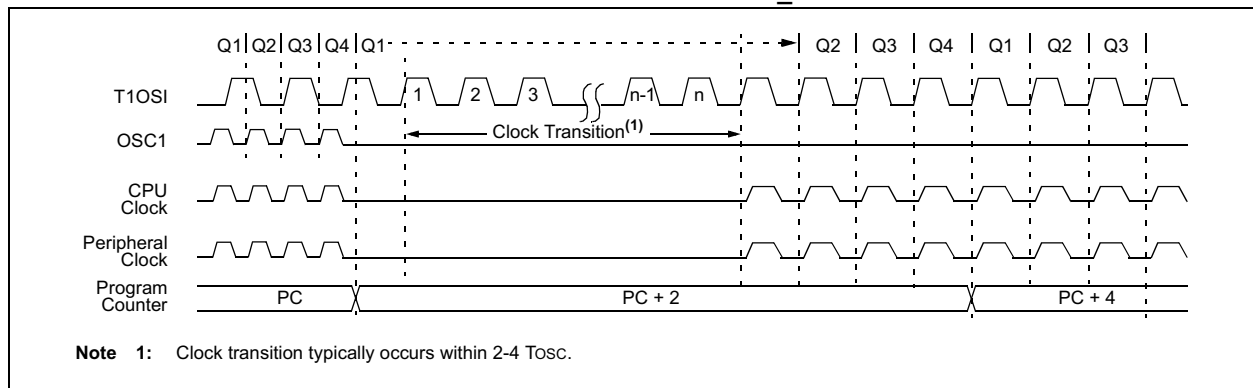 Q1 Q2 Q3 Q4 Q1 Q2 Q3 Q4 Q1 Q2 Q3
T1OSI 1 2 3 n-1 n
Clock Transition(1)
OSC1
CPU
Clock
Peripheral
Clock
Program
Counter
PC PC + 2 PC + 4
Note 1: Clock transition typically occurs within 2-4 TOSC.